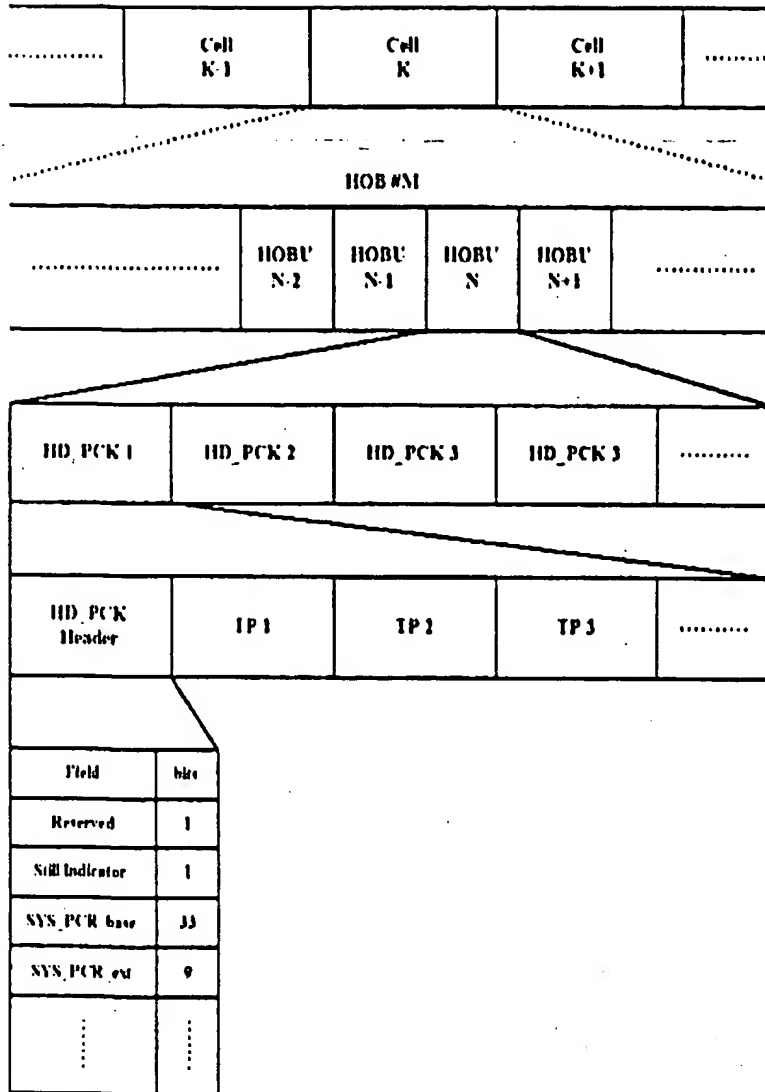 Cell
K-1
Cell
K
Cell
K+1
HOB #M
HOBU
N-2
HOBU
N-1
HOBU
N
HOBU
N+1
HD_PCK 1
HD_PCK 2
HD_PCK 3
HD_PCK 3
HD_PCK
Header
TP 1
TP 2
TP 3
Field
bits
Reserved
1
Still Indicator
1
SYS_PCR_base
33
SYS_PCR_ext
9